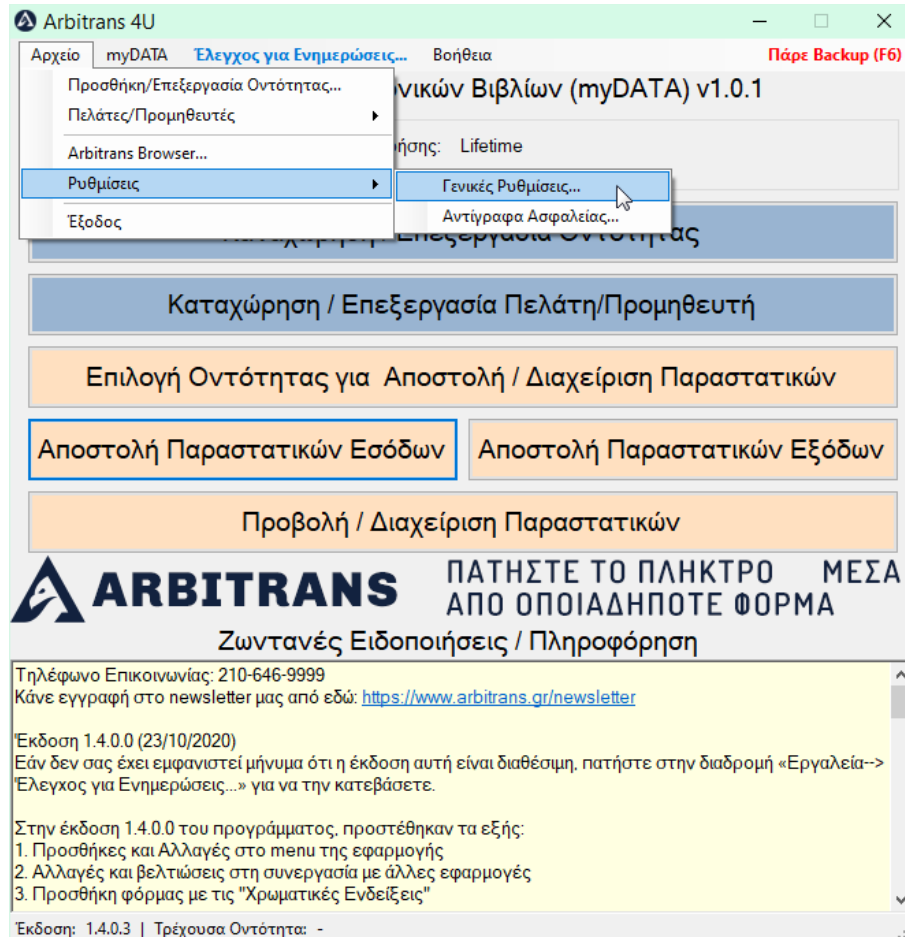 Arbitrans 4U
Αρχείο myDATA Έλεγχος για Ενημερώσεις... Βοήθεια Πάρε Backup (F6)
Προσθήκη/Επεξεργασία Οντότητας...
νικών Βιβλίων (myDATA) v1.0.1
Πελάτες/Προμηθευτές
Arbitrans Browser...
ήσης: Lifetime
Ρυθμίσεις
Γενικές Ρυθμίσεις...
Έξοδος
Αντίγραφα Ασφαλείας...
Καταχώρηση / Επεξεργασία Πελάτη/Προμηθευτή
Επιλογή Οντότητας για Αποστολή / Διαχείριση Παραστατικών
Αποστολή Παραστατικών Εσόδων Αποστολή Παραστατικών Εξόδων
Προβολή / Διαχείριση Παραστατικών
ARBITRANS
ΠΑΤΗΣΤΕ ΤΟ ΠΛΗΚΤΡΟ ΜΕΣΑ
ΑΠΟ ΟΠΟΙΑΔΗΠΟΤΕ ΦΟΡΜΑ
Ζωντανές Ειδοποιήσεις / Πληροφόρηση
Τηλέφωνο Επικοινωνίας: 210-646-9999
Κάνε εγγραφή στο newsletter μας από εδώ: https://www.arbitrans.gr/newsletter
Έκδοση 1.4.0.0 (23/10/2020)
Εάν δεν σας έχει εμφανιστεί μήνυμα ότι η έκδοση αυτή είναι διαθέσιμη, πατήστε στην διαδρομή «Εργαλεία-->
Έλεγχος για Ενημερώσεις...» για να την κατεβάσετε.
Στην έκδοση 1.4.0.0 του προγράμματος, προστέθηκαν τα εξής:
1. Προσθήκες και Αλλαγές στο menu της εφαρμογής
2. Αλλαγές και βελτιώσεις στη συνεργασία με άλλες εφαρμογές
3. Προσθήκη φόρμας με τις "Χρωματικές Ενδείξεις"
Έκδοση: 1.4.0.3 | Τρέχουσα Οντότητα: -